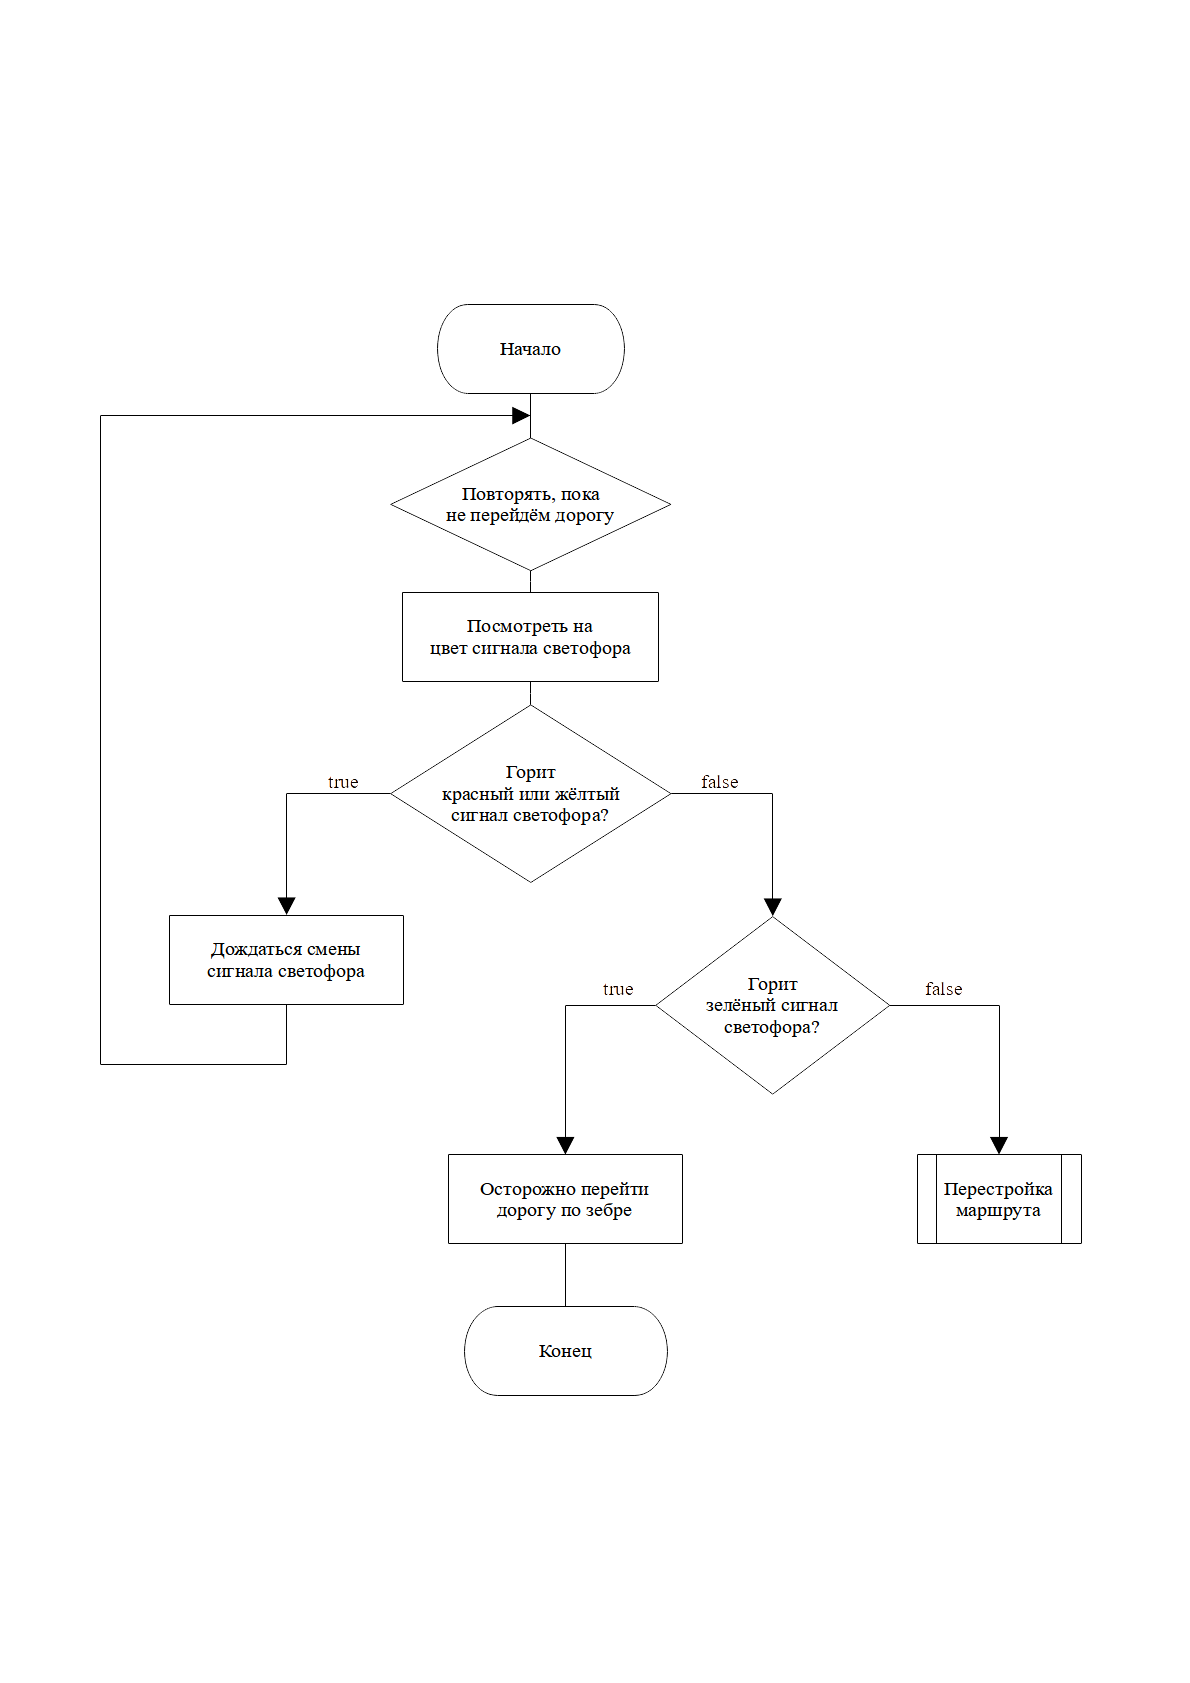 Начало
Повторять, пока
не перейдём дорогу
Посмотреть на
цвет сигнала светофора
Горит
красный или жёлтый
сигнал светофора?
true
false
Дождаться смены
сигнала светофора
Горит
зелёный сигнал
светофора?
true
false
Осторожно перейти
дорогу по зебре
Перестройка
маршрута
Конец